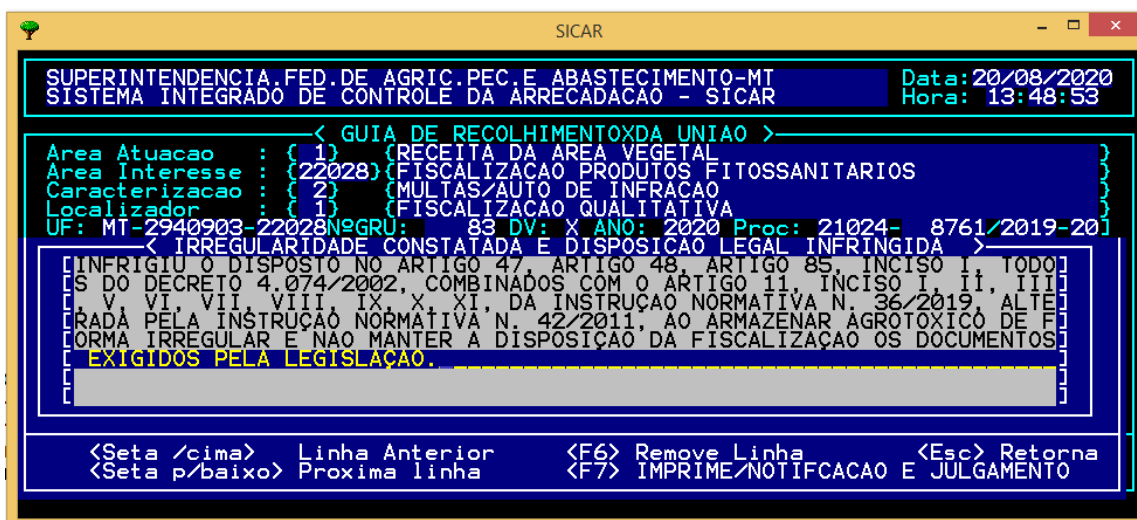 SICAR
SUPERINTENDENCIA.FED.DE AGRIC.PEC.E ABASTECIMENTO-MT Data:20/08/2020
SISTEMA INTEGRADO DE CONTROLE DA ARRECADACAO - SICAR Hora: 13:48:53
< GUIA DE RECOLHIMENTOXDA UNIAO >
Area Atuacao : { 1} {RECEITA DA AREA VEGETAL }
Area Interesse : {22028}{FISCALIZACAO PRODUTOS FITOSSANITARIOS }
Caracterizacao : { 2} {MULTAS/AUTO DE INFRACAO }
Localizador : { 1} {FISCALIZACAO QUALITATIVA }
UF: MT-2940903-22028NºGRU: 83 DV: X ANO: 2020 Proc: 21024- 8761/2019-20]
< IRREGULARIDADE CONSTATADA E DISPOSICAO LEGAL INFRINGIDA >
[INFRIGIU O DISPOSTO NO ARTIGO 47, ARTIGO 48, ARTIGO 85, INCISO I, TODO]
[S DO DECRETO 4.074/2002, COMBINADOS COM O ARTIGO 11, INCISO I, II, III]
[, V, VI, VII, VIII, IX, X, XI, DA INSTRUÇAO NORMATIVA N. 36/2019, ALTE]
[RADA PELA INSTRUÇAO NORMATIVA N. 42/2011, AO ARMAZENAR AGROTOXICO DE F]
[ORMA IRREGULAR E NAO MANTER A DISPOSIÇAO DA FISCALIZAÇAO OS DOCUMENTOS]
[ EXIGIDOS PELA LEGISLAÇAO. ]
[ ]
[ ]
<Seta /cima> Linha Anterior <F6> Remove Linha <Esc> Retorna
<Seta p/baixo> Proxima linha <F7> IMPRIME/NOTIFCACAO E JULGAMENTO